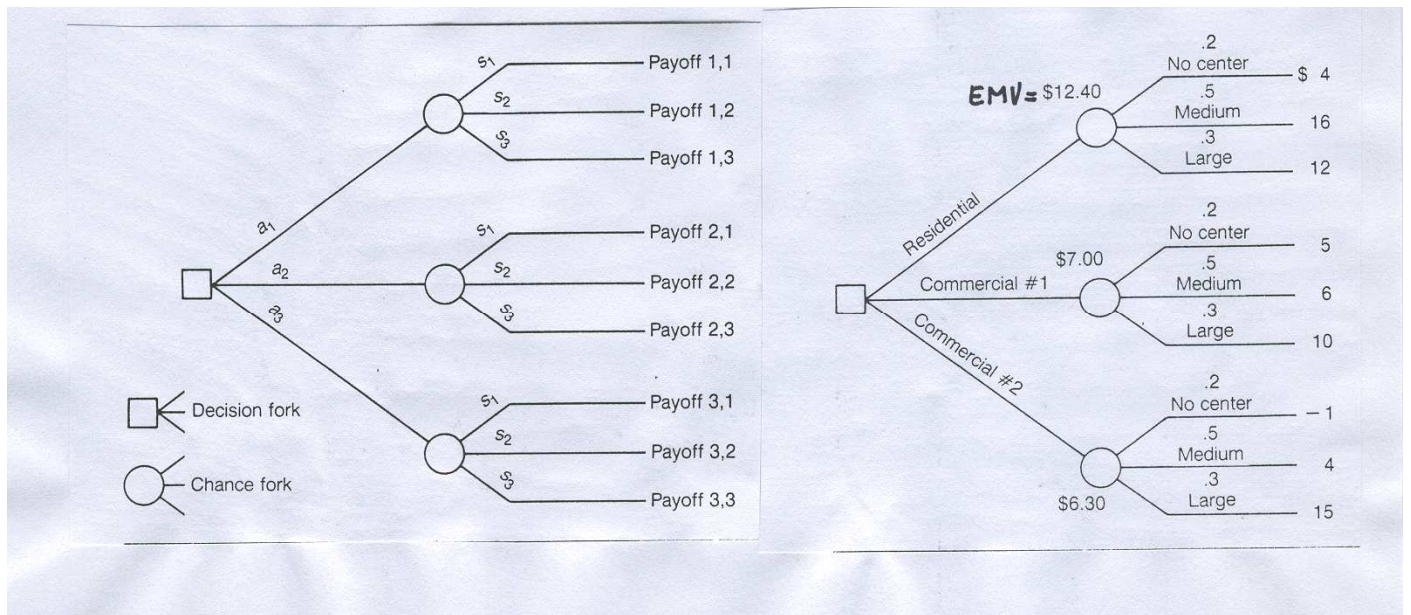 s₁
Payoff 1,1
s₂
Payoff 1,2
s₃
Payoff 1,3
a₁
s₁
Payoff 2,1
a₂
s₂
Payoff 2,2
s₃
Payoff 2,3
a₃
s₁
Payoff 3,1
s₂
Payoff 3,2
s₃
Payoff 3,3
Decision fork
Chance fork
EMV= $12.40
.2
No center
$ 4
.5
Medium
16
.3
Large
12
Residential
$7.00
.2
No center
5
Commercial #1
.5
Medium
6
.3
Large
10
Commercial #2
.2
No center
−1
.5
Medium
4
$6.30
.3
Large
15